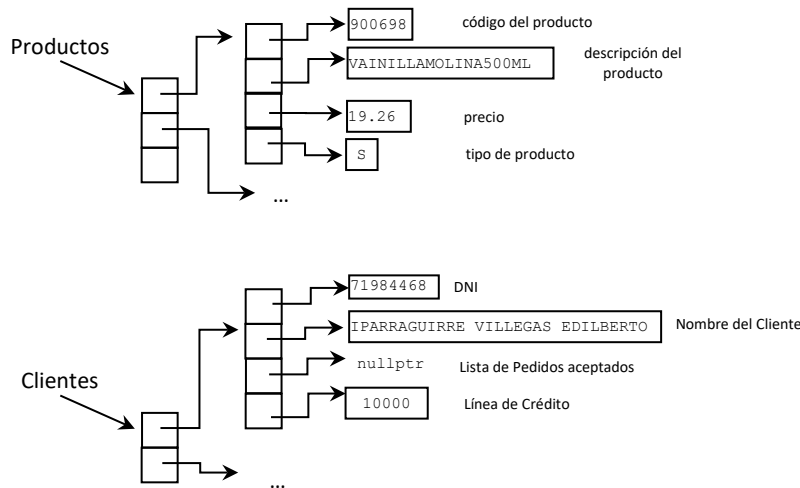 Productos
900698
código del producto
VAINILLAMOLINA500ML
descripción del
producto
19.26
precio
S
tipo de producto
...
Clientes
71984468
DNI
IPARRAGUIRRE VILLEGAS EDILBERTO
Nombre del Cliente
nullptr
Lista de Pedidos aceptados
10000
Línea de Crédito
...